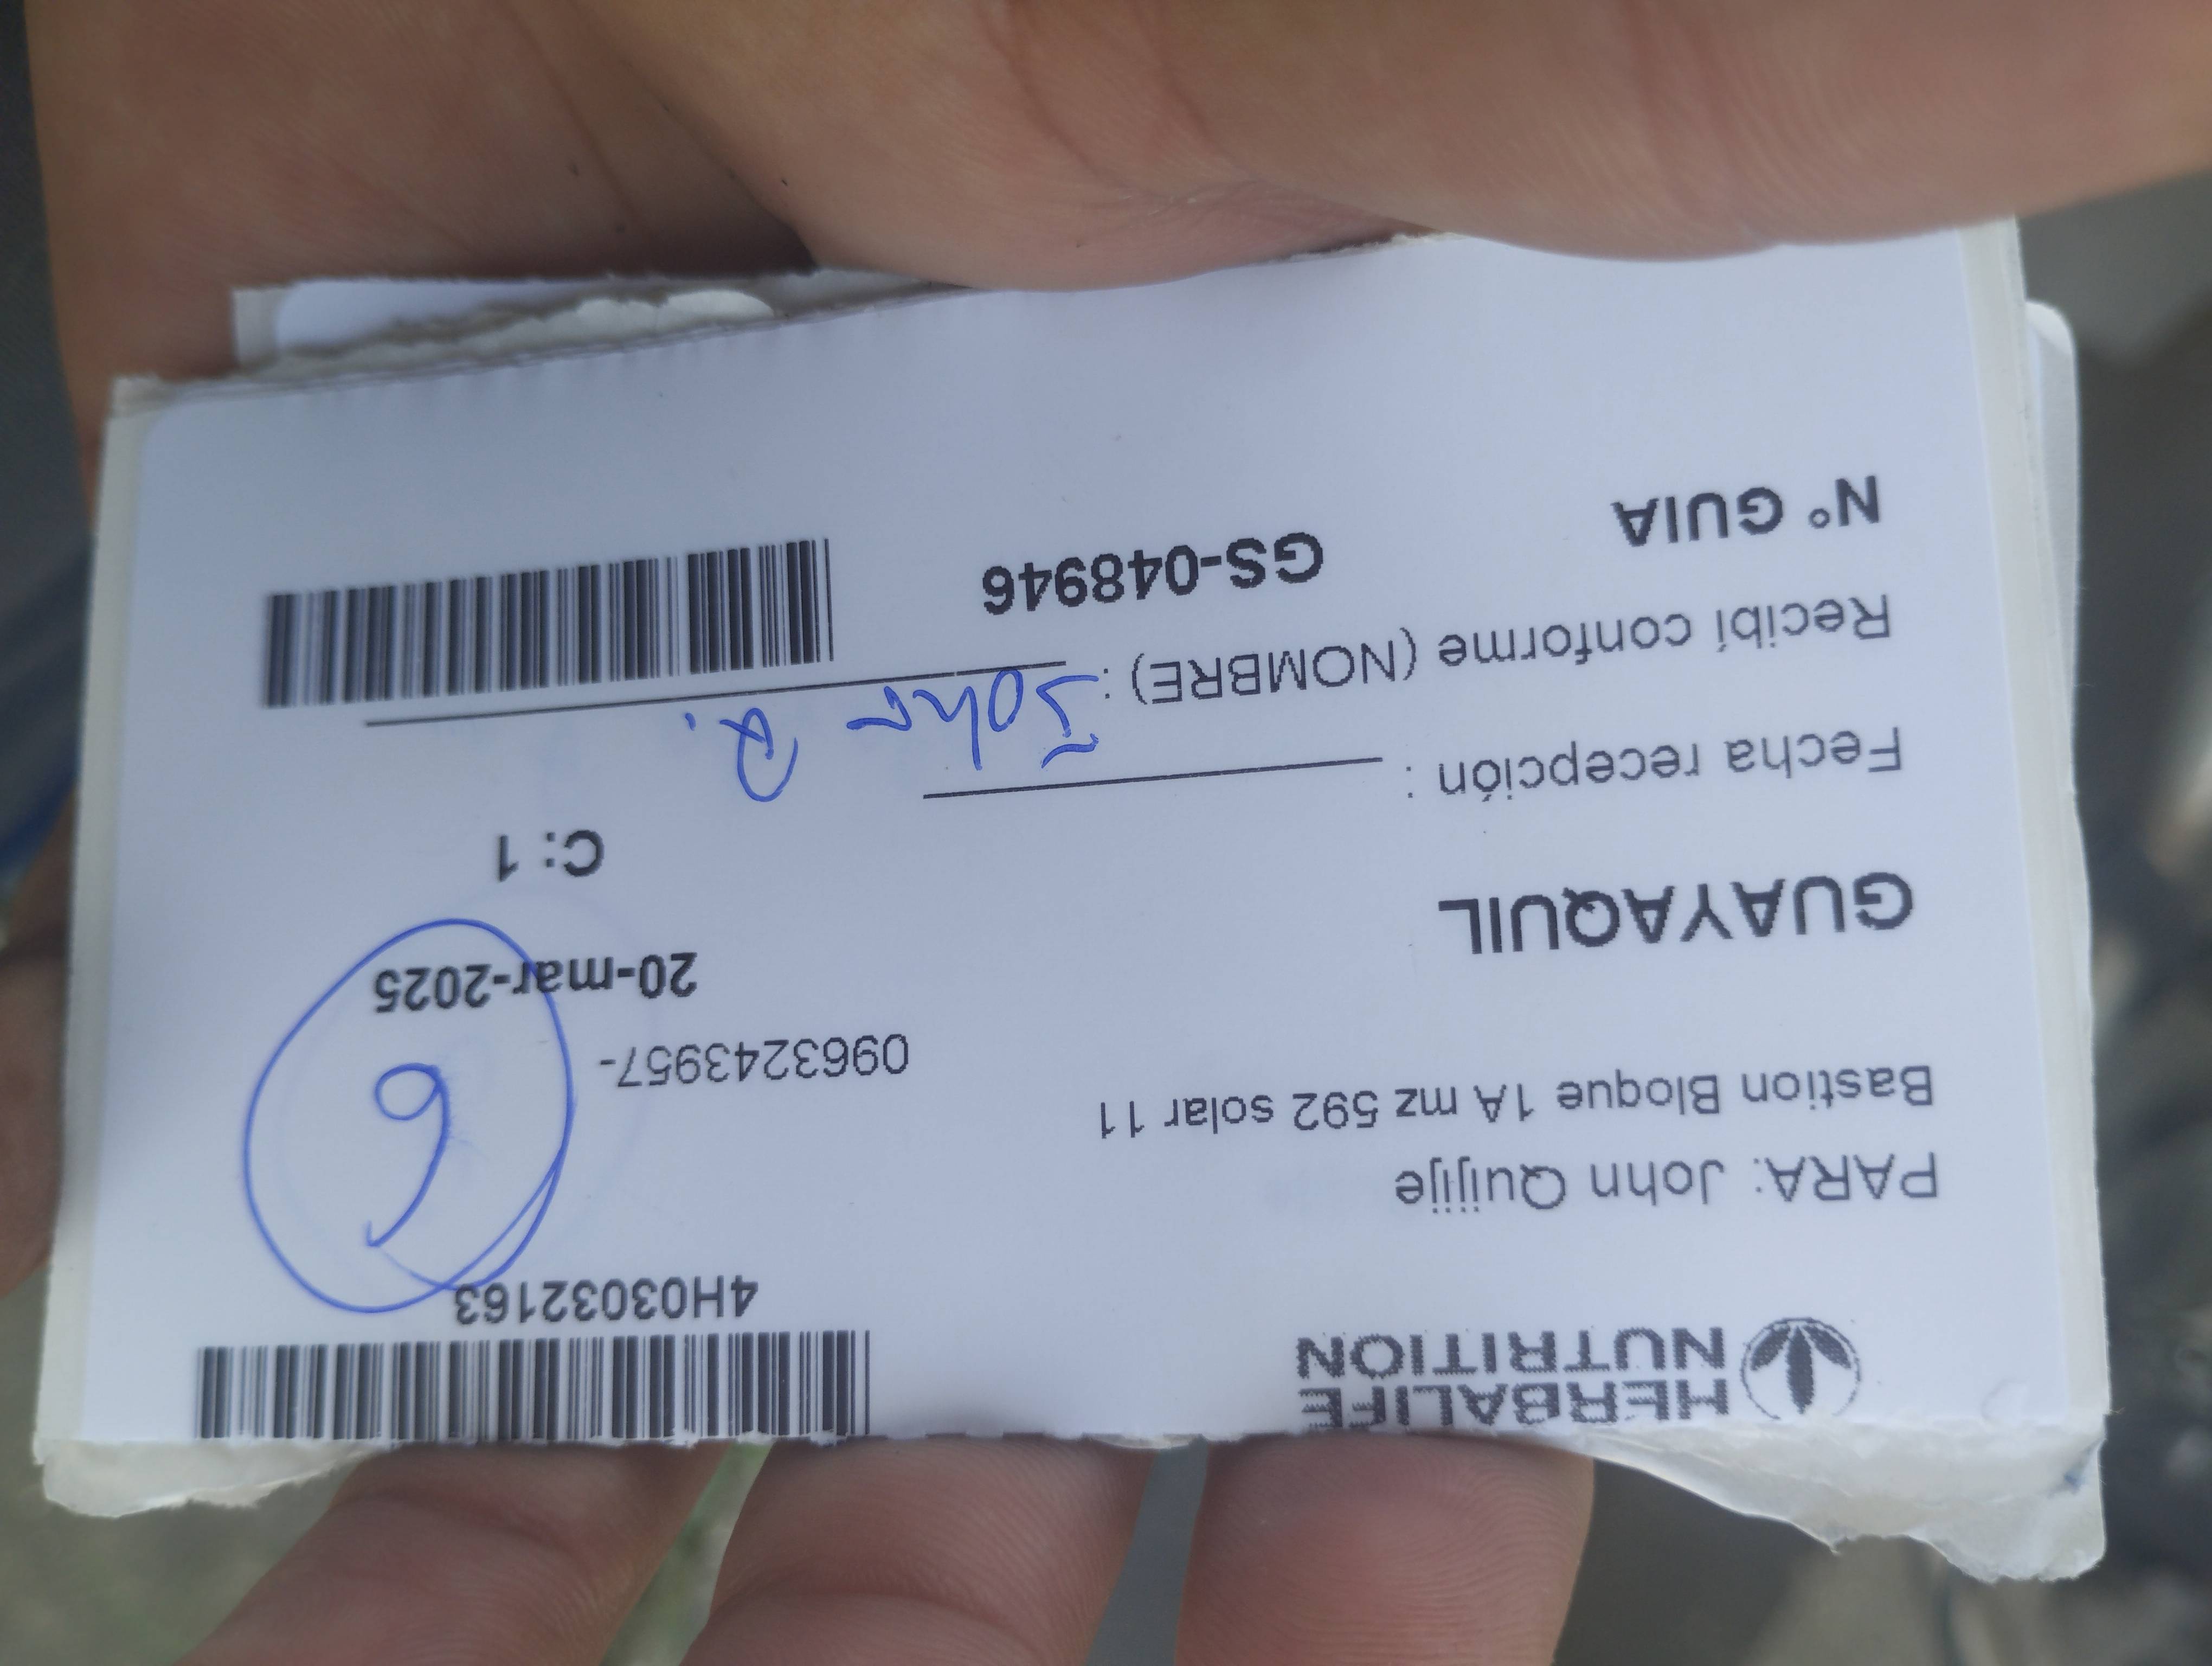 HERBALIFE
NUTRITION
4H03032163
PARA: John Quijije
Bastion Bloque 1A mz 592 solar 11
0963243957-
6
GUAYAQUIL
20-mar-2025
C: 1
Fecha recepción :
Recibí conforme (NOMBRE) : John Q.
N° GUIA GS-048946